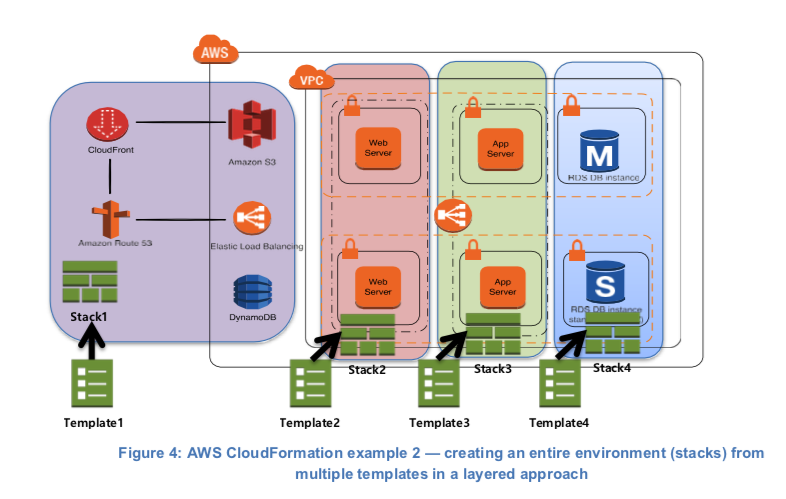 AWS
VPC
CloudFront
Amazon S3
Amazon Route 53
Elastic Load Balancing
DynamoDB
Stack1
Template1
Web
Server
App
Server
M
RDS DB instance
Web
Server
App
Server
S
RDS DB instance
Stack2
Stack3
Stack4
Template2
Template3
Template4
Figure 4: AWS CloudFormation example 2 — creating an entire environment (stacks) from
multiple templates in a layered approach